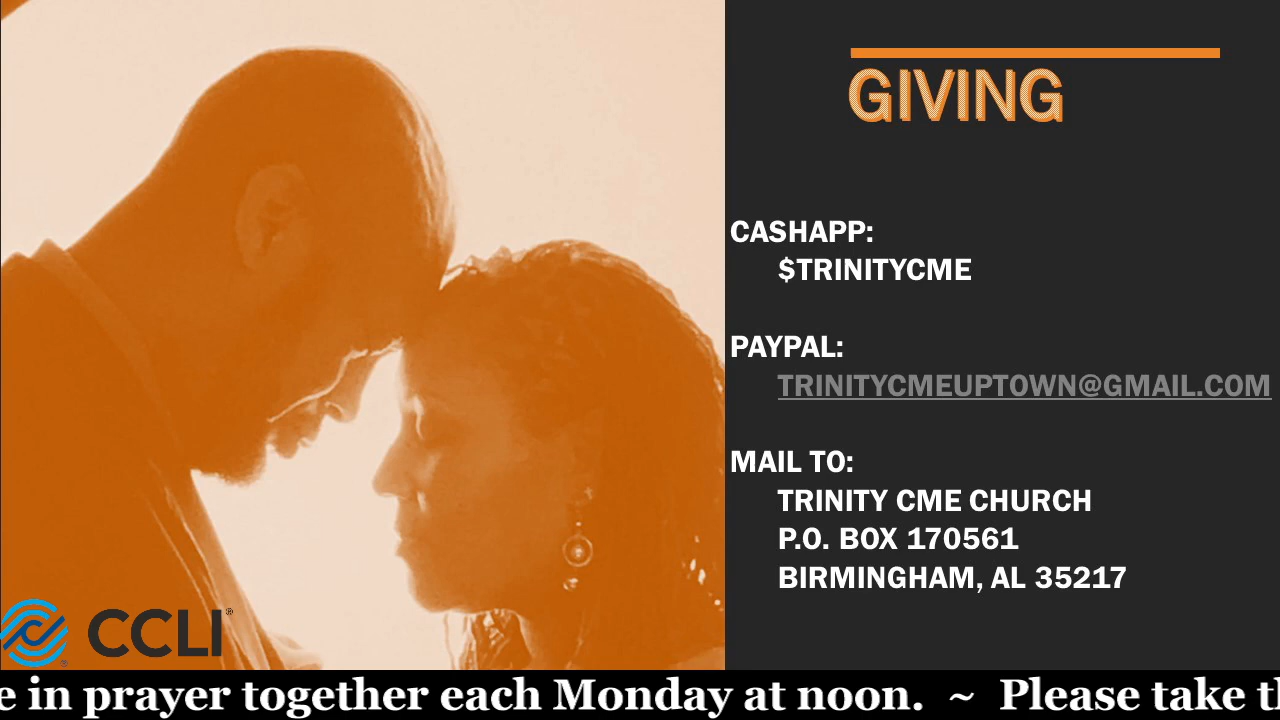 GIVING
CASHAPP:
$TRINITYCME
PAYPAL:
TRINITYCMEUPTOWN@GMAIL.COM
MAIL TO:
TRINITY CME CHURCH
P.O. BOX 170561
BIRMINGHAM, AL 35217
CCLI®
in prayer together each Monday at noon. ~ Please take